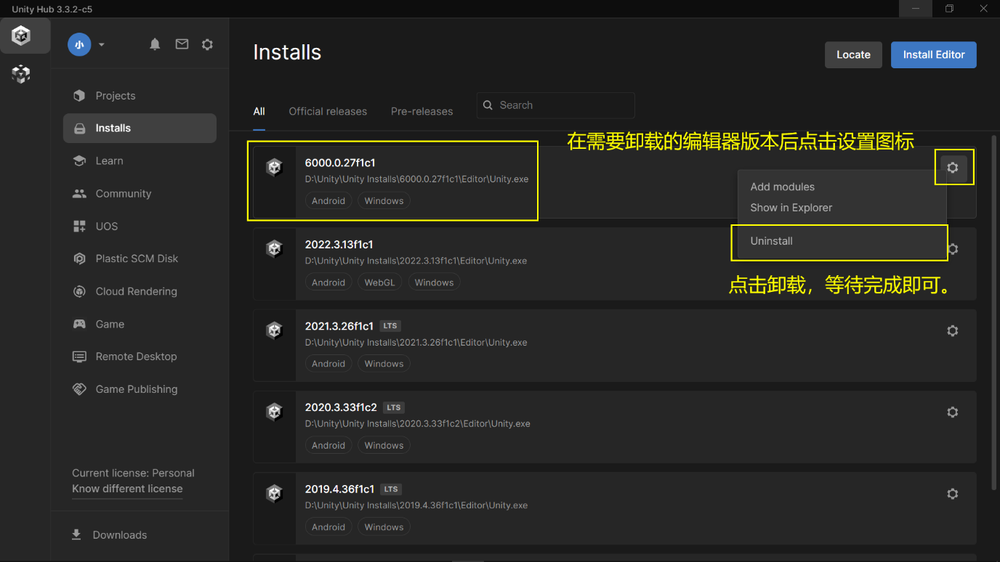 Unity Hub 3.3.2-c5
小
Installs
Locate
Install Editor
Projects
Installs
Learn
Community
UOS
Plastic SCM Disk
Cloud Rendering
Game
Remote Desktop
Game Publishing
Current license: Personal
Know different license
Downloads
All
Official releases
Pre-releases
Search
在需要卸载的编辑器版本后点击设置图标
6000.0.27f1c1
D:\Unity\Unity Installs\6000.0.27f1c1\Editor\Unity.exe
Android
Windows
Add modules
Show in Explorer
Uninstall
点击卸载，等待完成即可。
2022.3.13f1c1
D:\Unity\Unity Installs\2022.3.13f1c1\Editor\Unity.exe
Android
WebGL
Windows
2021.3.26f1c1 LTS
D:\Unity\Unity Installs\2021.3.26f1c1\Editor\Unity.exe
Android
Windows
2020.3.33f1c2 LTS
D:\Unity\Unity Installs\2020.3.33f1c2\Editor\Unity.exe
Android
Windows
2019.4.36f1c1 LTS
D:\Unity\Unity Installs\2019.4.36f1c1\Editor\Unity.exe
Android
Windows